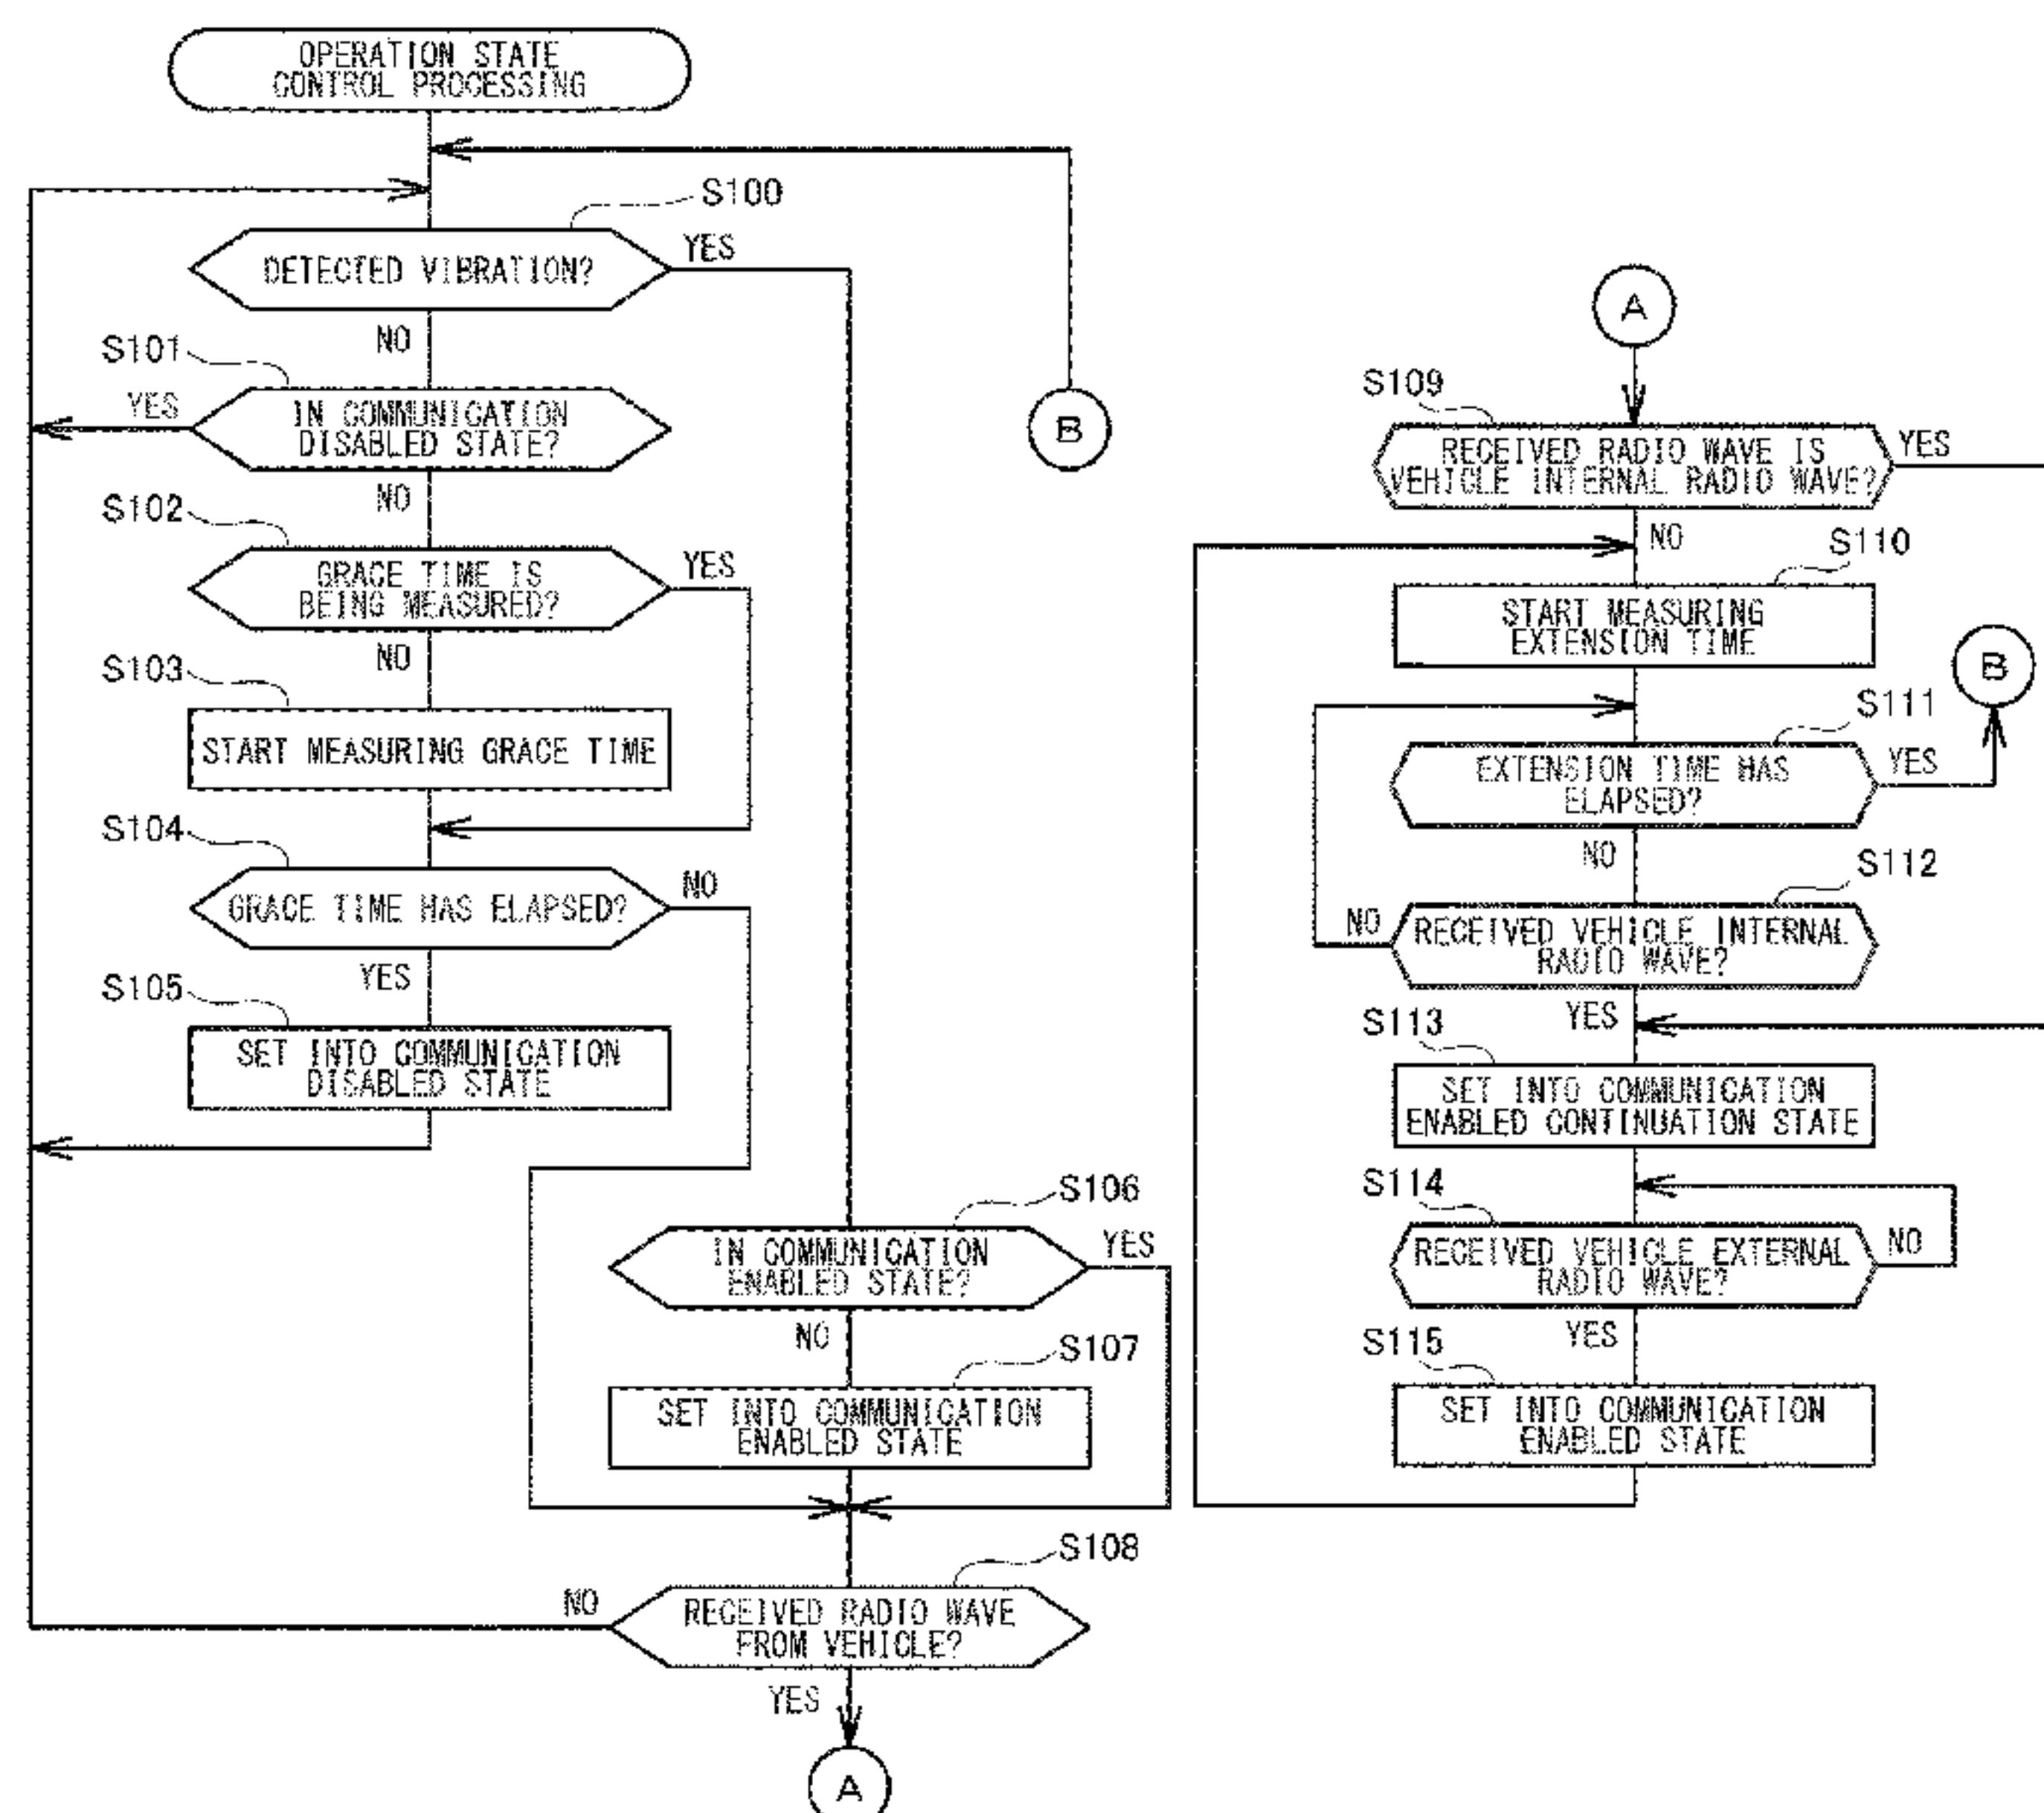 OPERATION STATE
CONTROL PROCESSING
S100
DETECTED VIBRATION?
YES
NO
S101
YES
IN COMMUNICATION
DISABLED STATE?
NO
S102
GRACE TIME IS
BEING MEASURED?
YES
NO
S103
START MEASURING GRACE TIME
S104
GRACE TIME HAS ELAPSED?
NO
YES
S105
SET INTO COMMUNICATION
DISABLED STATE
B
S106
IN COMMUNICATION
ENABLED STATE?
YES
NO
S107
SET INTO COMMUNICATION
ENABLED STATE
S108
NO
RECEIVED RADIO WAVE
FROM VEHICLE?
YES
A
A
S109
RECEIVED RADIO WAVE IS
VEHICLE INTERNAL RADIO WAVE?
YES
NO
S110
START MEASURING
EXTENSION TIME
B
S111
EXTENSION TIME HAS
ELAPSED?
YES
NO
S112
NO
RECEIVED VEHICLE INTERNAL
RADIO WAVE?
YES
S113
SET INTO COMMUNICATION
ENABLED CONTINUATION STATE
S114
RECEIVED VEHICLE EXTERNAL
RADIO WAVE?
NO
YES
S115
SET INTO COMMUNICATION
ENABLED STATE